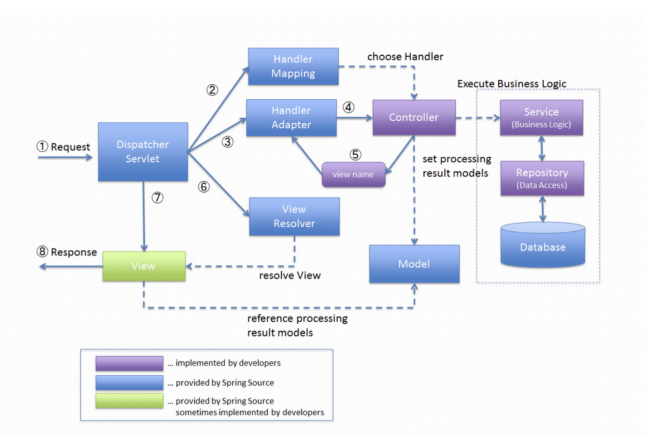 Handler
Mapping
choose Handler
Execute Business Logic
②
④
Handler
Adapter
Controller
Service
(Business Logic)
① Request
Dispatcher
Servlet
③
⑤
view name
set processing
result models
Repository
(Data Access)
⑥
⑦
View
Resolver
⑧ Response
View
resolve View
Model
Database
reference processing
result models
... implemented by developers
... provided by Spring Source
... provided by Spring Source
sometimes implemented by developers